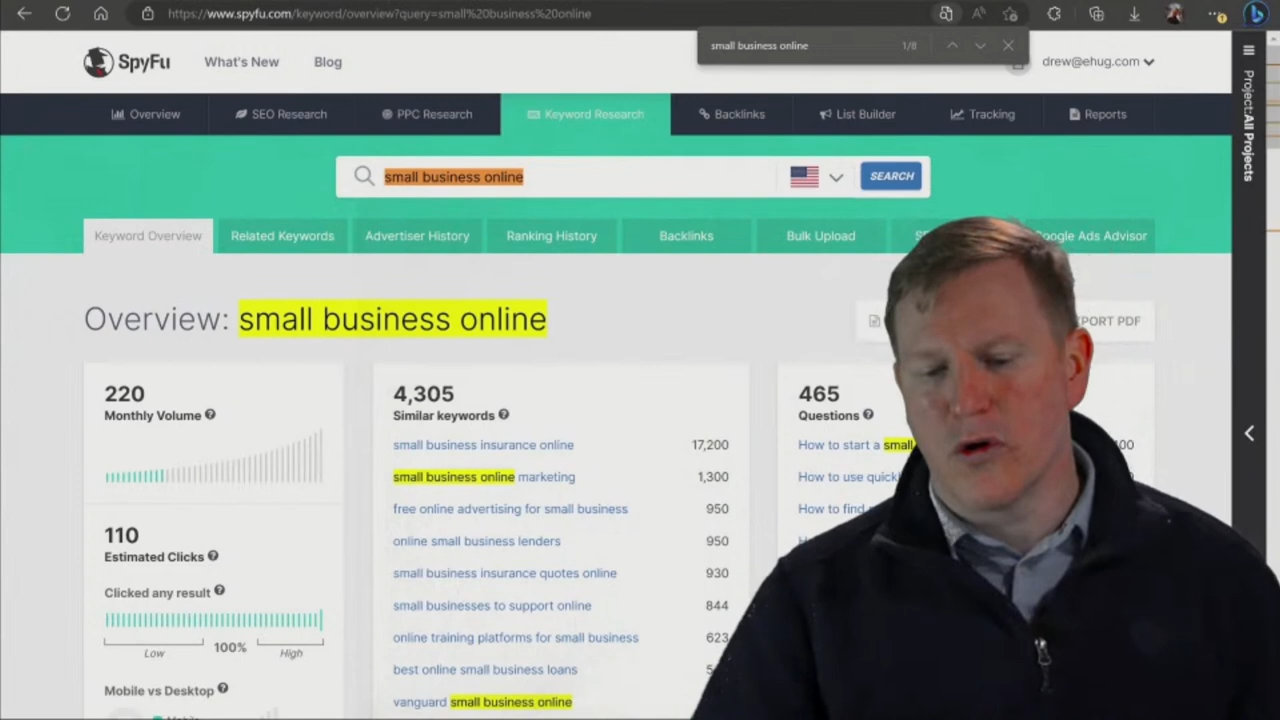 https://www.spyfu.com/keyword/overview?query=small%20business%20online
small business online 1/8
SpyFu What's New Blog
drew@ehug.com
Overview SEO Research PPC Research Keyword Research Backlinks List Builder Tracking Reports
Project:All Projects
small business online SEARCH
Keyword Overview Related Keywords Advertiser History Ranking History Backlinks Bulk Upload Google Ads Advisor
Overview: small business online
PDF
220
Monthly Volume
110
Estimated Clicks
Clicked any result
Low 100% High
Mobile vs Desktop
Mobile
4,305
Similar keywords
small business insurance online 17,200
small business online marketing 1,300
free online advertising for small business 950
online small business lenders 950
small business insurance quotes online 930
small businesses to support online 844
online training platforms for small business 623
best online small business loans
vanguard small business online
465
Questions
How to start a small
How to use
How to find